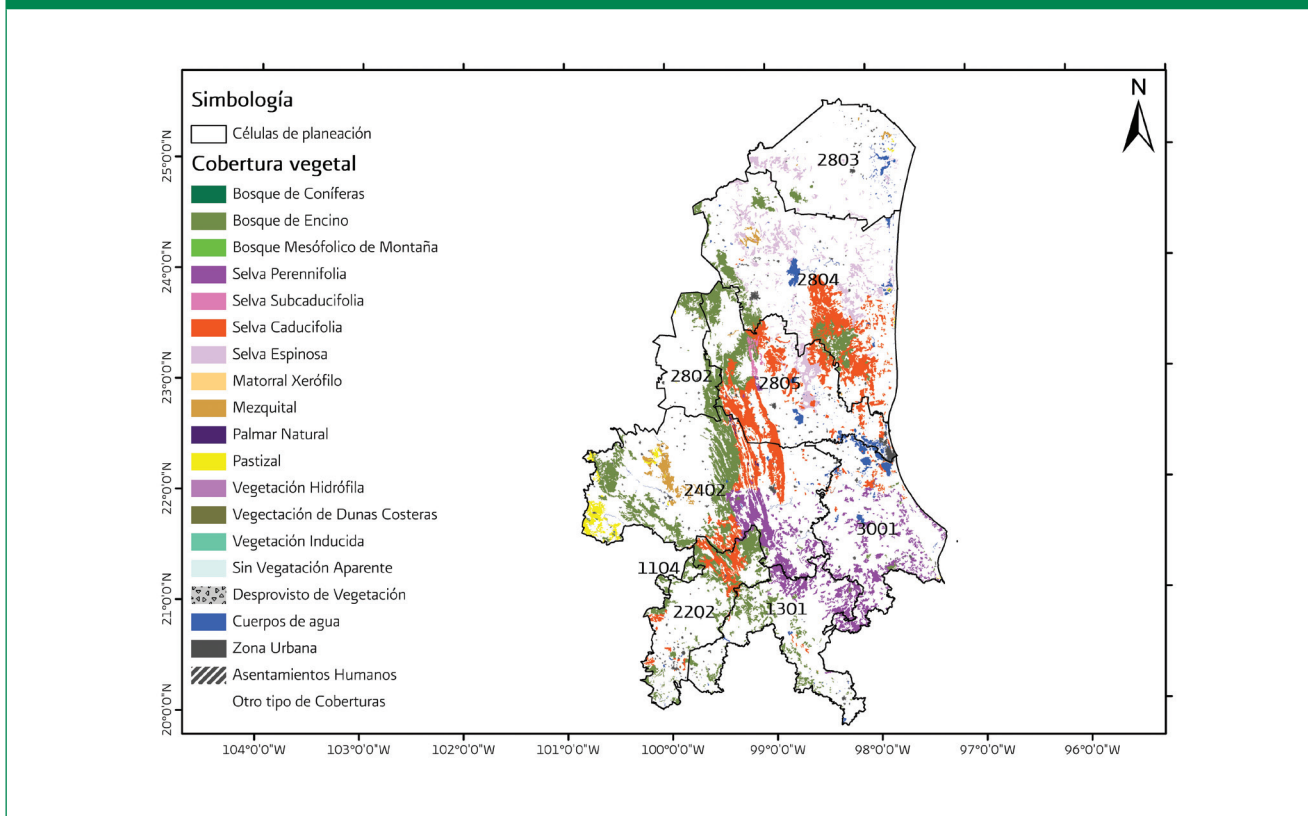 Simbología
Células de planeación
Cobertura vegetal
Bosque de Coníferas
Bosque de Encino
Bosque Mesófolico de Montaña
Selva Perennifolia
Selva Subcaducifolia
Selva Caducifolia
Selva Espinosa
Matorral Xerófilo
Mezquital
Palmar Natural
Pastizal
Vegetación Hidrófila
Vegectación de Dunas Costeras
Vegetación Inducida
Sin Vegatación Aparente
Desprovisto de Vegetación
Cuerpos de agua
Zona Urbana
Asentamientos Humanos
Otro tipo de Coberturas
N
2803
2804
2802
2805
2402
3001
1104
2202
1301
25°0'0"N
24°0'0"N
23°0'0"N
22°0'0"N
21°0'0"N
20°0'0"N
104°0'0"W
103°0'0"W
101°0'0"W
100°0'0"W
99°0'0"W
98°0'0"W
97°0'0"W
96°0'0"W